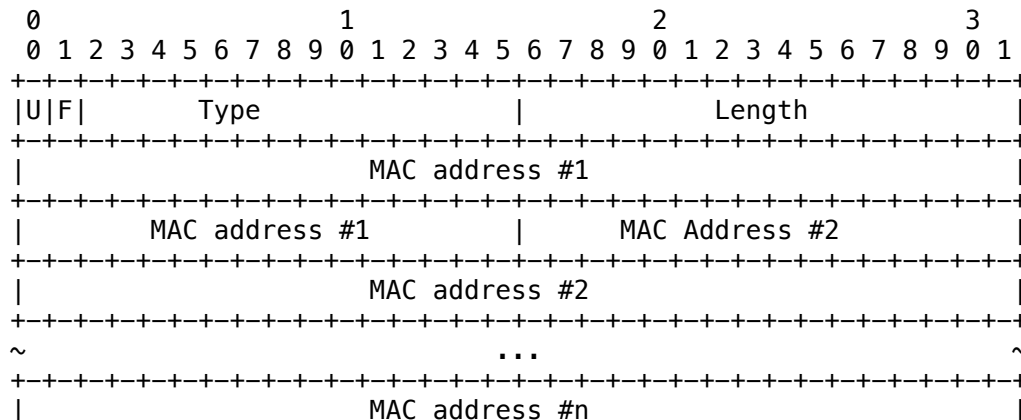 0                   1                   2                   3
 0 1 2 3 4 5 6 7 8 9 0 1 2 3 4 5 6 7 8 9 0 1 2 3 4 5 6 7 8 9 0 1
+-+-+-+-+-+-+-+-+-+-+-+-+-+-+-+-+-+-+-+-+-+-+-+-+-+-+-+-+-+-+-+-+
|U|F|       Type                |            Length             |
+-+-+-+-+-+-+-+-+-+-+-+-+-+-+-+-+-+-+-+-+-+-+-+-+-+-+-+-+-+-+-+-+
|                      MAC address #1                           |
+-+-+-+-+-+-+-+-+-+-+-+-+-+-+-+-+-+-+-+-+-+-+-+-+-+-+-+-+-+-+-+-+
|        MAC address #1         |      MAC Address #2           |
+-+-+-+-+-+-+-+-+-+-+-+-+-+-+-+-+-+-+-+-+-+-+-+-+-+-+-+-+-+-+-+-+
|                      MAC address #2                           |
+-+-+-+-+-+-+-+-+-+-+-+-+-+-+-+-+-+-+-+-+-+-+-+-+-+-+-+-+-+-+-+-+
~                              ...                              ~
+-+-+-+-+-+-+-+-+-+-+-+-+-+-+-+-+-+-+-+-+-+-+-+-+-+-+-+-+-+-+-+-+
|                      MAC address #n                           |